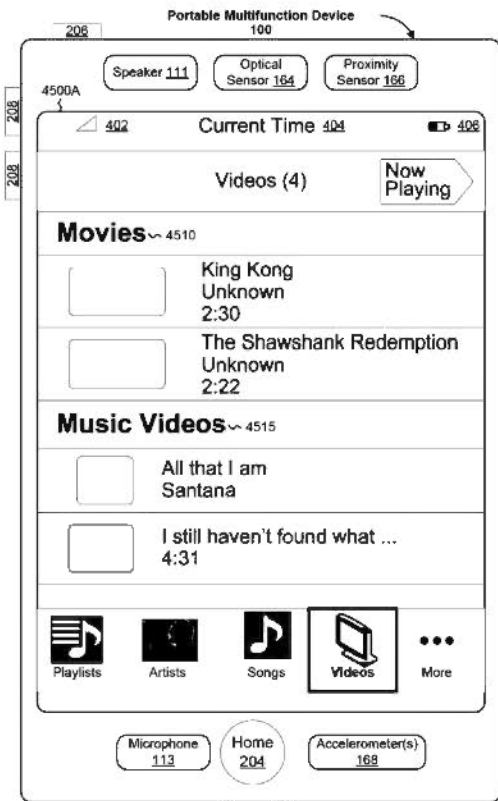 Portable Multifunction Device
100
206
Speaker 111
Optical
Sensor 164
Proximity
Sensor 166
4500A
208
208
402
Current Time 404
406
Videos (4)
Now
Playing
Movies 4510
King Kong
Unknown
2:30
The Shawshank Redemption
Unknown
2:22
Music Videos 4515
All that I am
Santana
I still haven't found what ...
4:31
Playlists
Artists
Songs
Videos
More
Microphone
113
Home
204
Accelerometer(s)
168